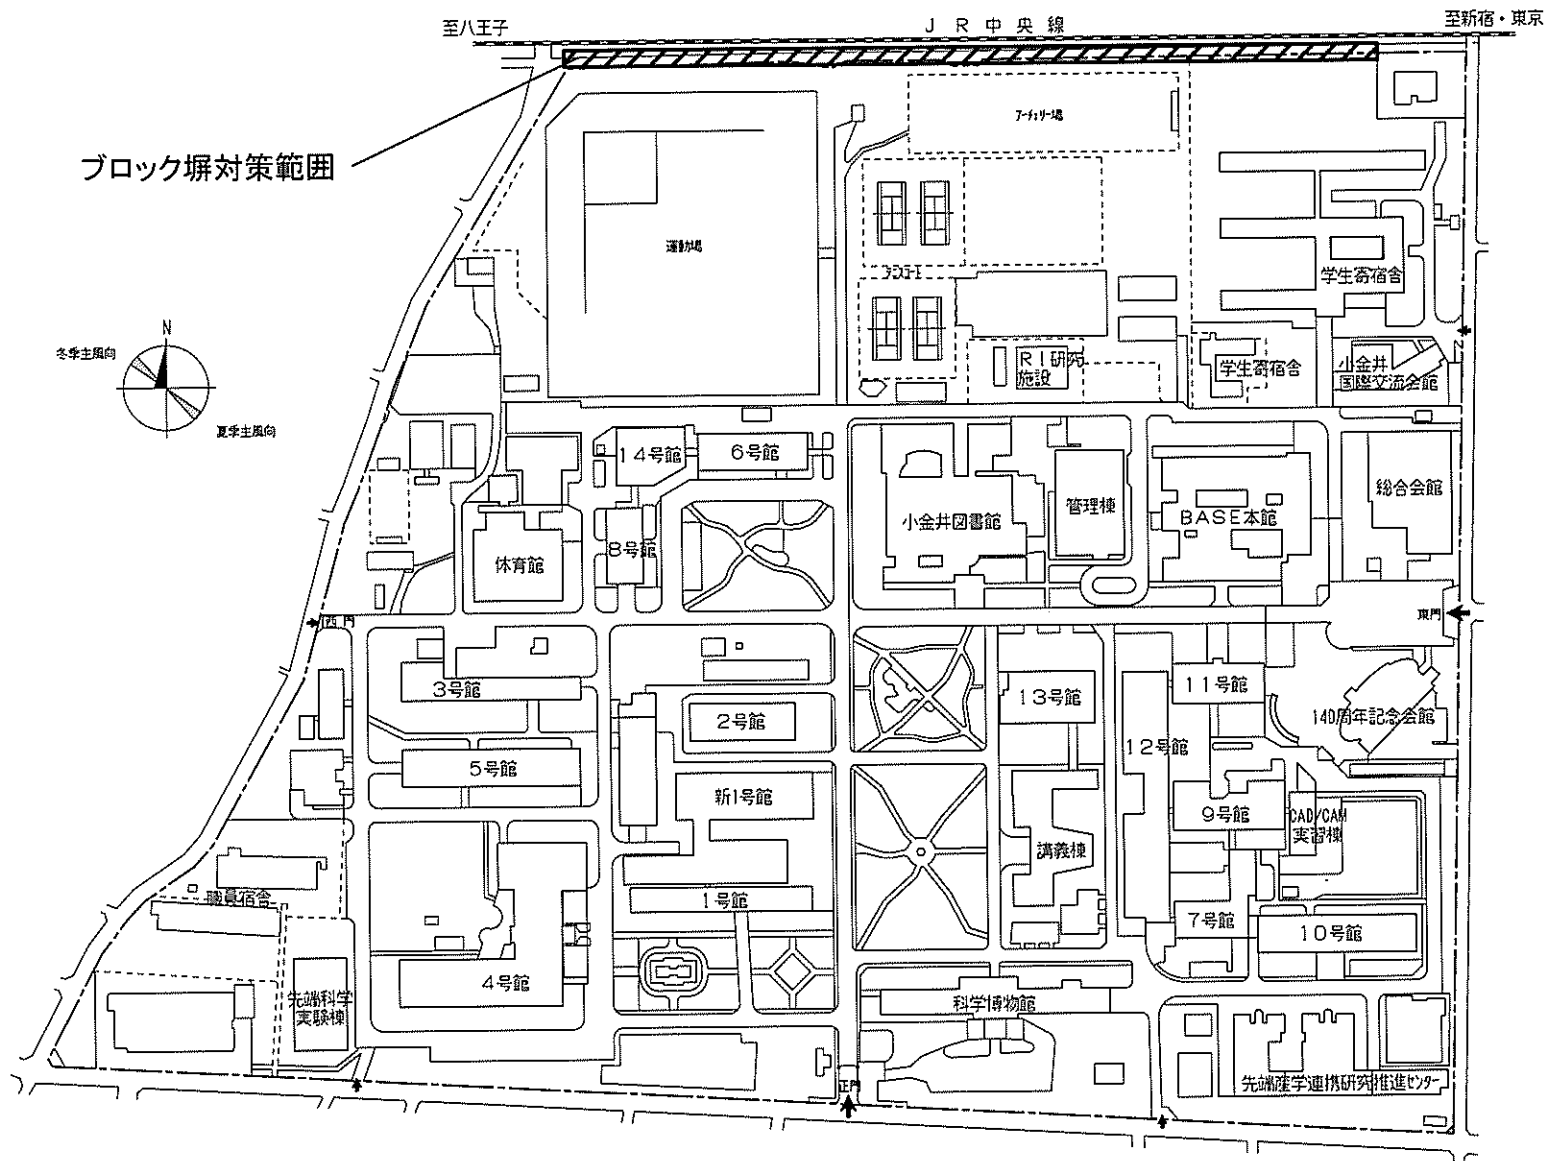 至八王子
JR中央線
至新宿・東京
ブロック塀対策範囲
アーチェリー場
運動場
テニスコート
学生寄宿舎
N
冬季主風向
夏季主風向
RI研究
施設
学生寄宿舎
小金井
国際交流会館
14号館
6号館
小金井図書館
管理棟
BASE本館
総合会館
8号館
体育館
西門
東門
3号館
2号館
13号館
11号館
140周年記念会館
12号館
5号館
新1号館
9号館
CAD/CAM
実習棟
講義棟
職員宿舎
1号館
7号館
10号館
4号館
先端科学
実験棟
科学博物館
正門
先端産学連携研究推進センター